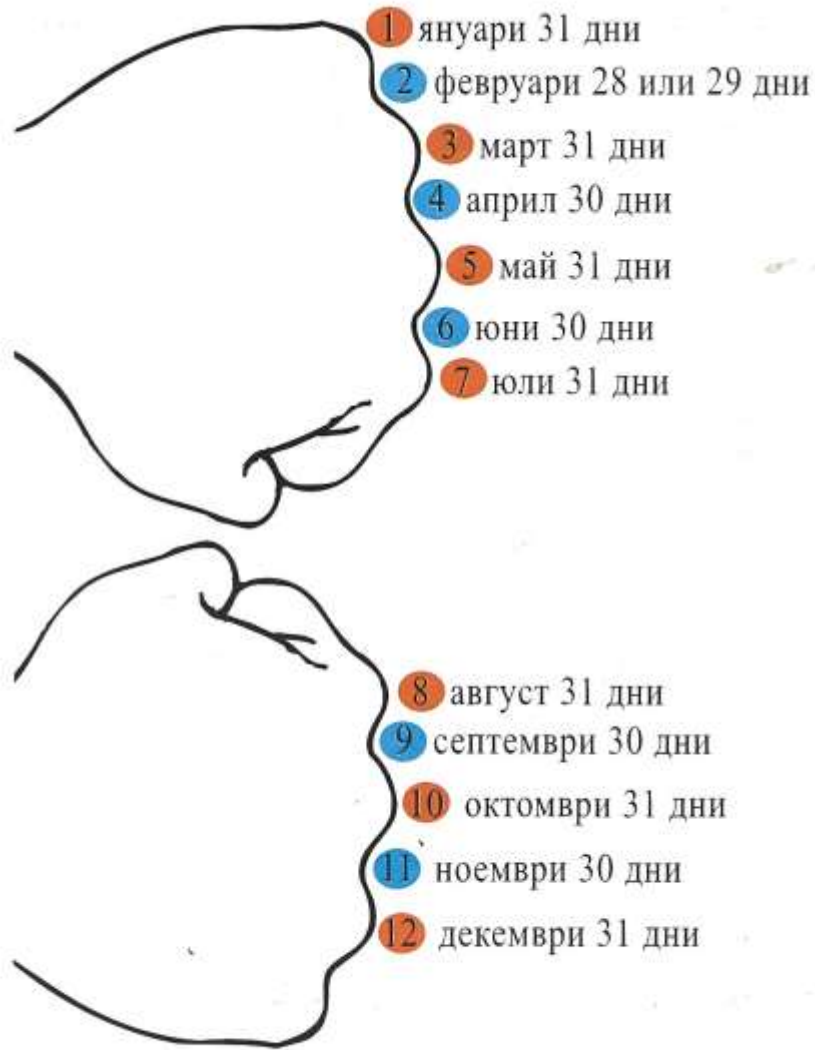 1 януари 31 дни
2 февруари 28 или 29 дни
3 март 31 дни
4 април 30 дни
5 май 31 дни
6 юни 30 дни
7 юли 31 дни
8 август 31 дни
9 септември 30 дни
10 октомври 31 дни
11 ноември 30 дни
12 декември 31 дни